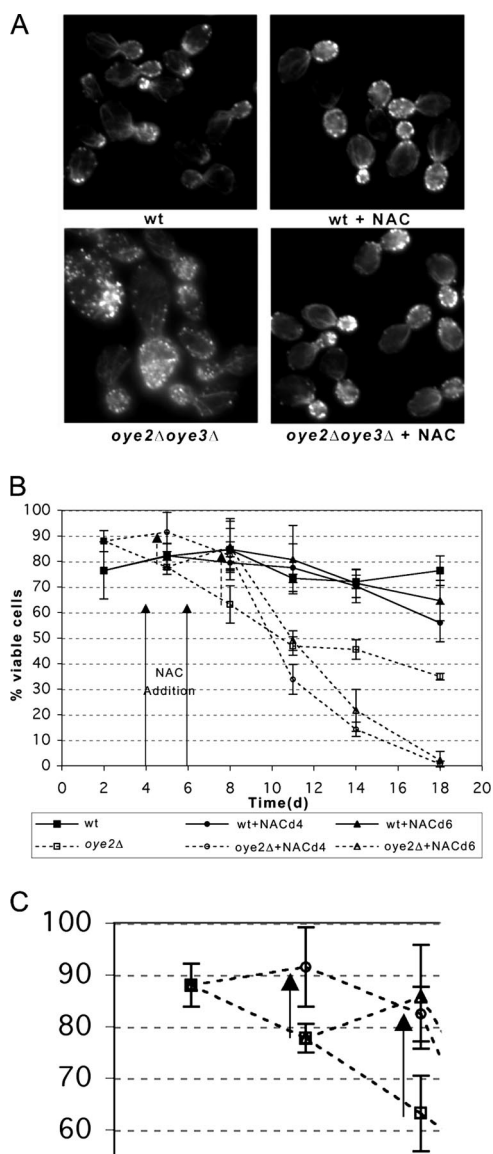 A
wt
wt + NAC
oye2Δoye3Δ
oye2Δoye3Δ + NAC
B
% viable cells
100
90
80
70
60
50
40
30
20
10
0
NAC
Addition
0 2 4 6 8 10 12 14 16 18 20
Time(d)
wt
wt+NACd4
wt+NACd6
oye2Δ
oye2Δ+NACd4
oye2Δ+NACd6
C
100
90
80
70
60